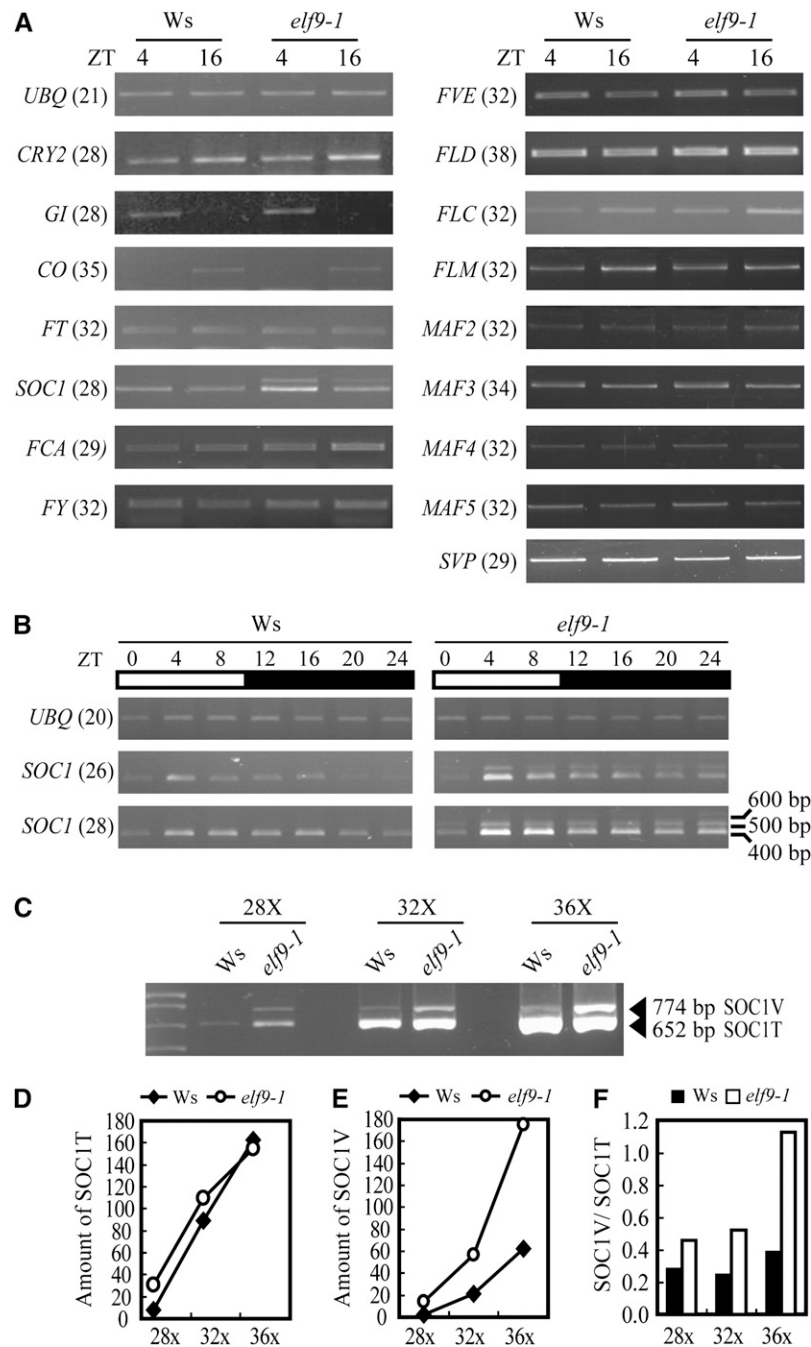 A
Ws elf9-1
ZT 4 16 4 16
UBQ (21)
CRY2 (28)
GI (28)
CO (35)
FT (32)
SOC1 (28)
FCA (29)
FY (32)
Ws elf9-1
ZT 4 16 4 16
FVE (32)
FLD (38)
FLC (32)
FLM (32)
MAF2 (32)
MAF3 (34)
MAF4 (32)
MAF5 (32)
SVP (29)
B
Ws elf9-1
ZT 0 4 8 12 16 20 24 0 4 8 12 16 20 24
UBQ (20)
SOC1 (26)
SOC1 (28)
600 bp
500 bp
400 bp
C
28X 32X 36X
Ws elf9-1 Ws elf9-1 Ws elf9-1
774 bp SOC1V
652 bp SOC1T
D
Ws elf9-1
Amount of SOC1T
180
160
140
120
100
80
60
40
20
0
28x 32x 36x
E
Ws elf9-1
Amount of SOC1V
180
160
140
120
100
80
60
40
20
0
28x 32x 36x
F
Ws elf9-1
SOC1V/ SOC1T
1.2
1.0
0.8
0.6
0.4
0.2
0.0
28x 32x 36x